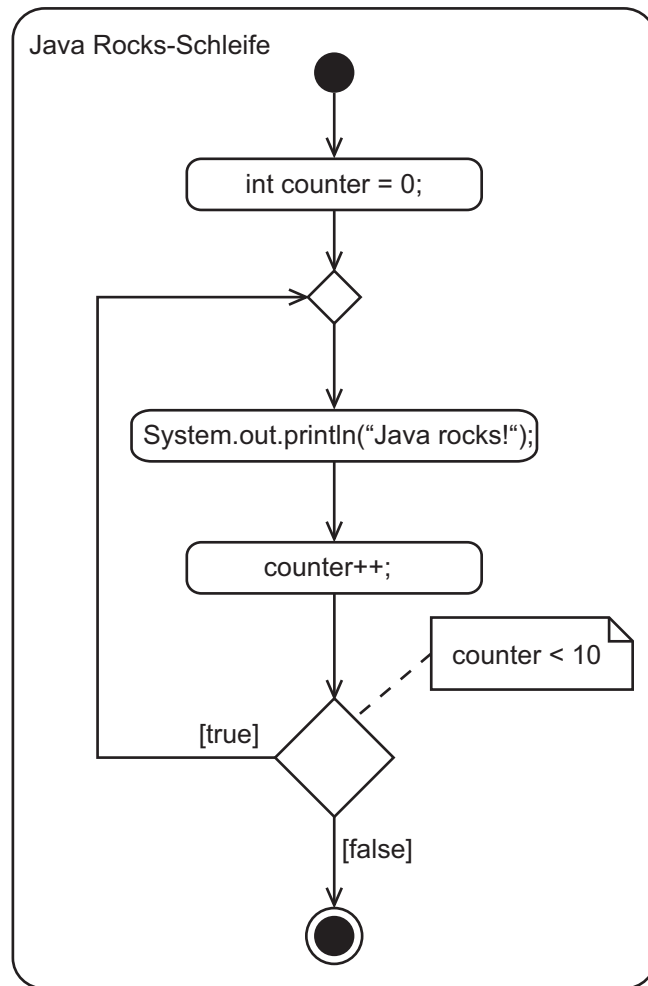 Java Rocks-Schleife
int counter = 0;
System.out.println(“Java rocks!“);
counter++;
counter < 10
[true]
[false]